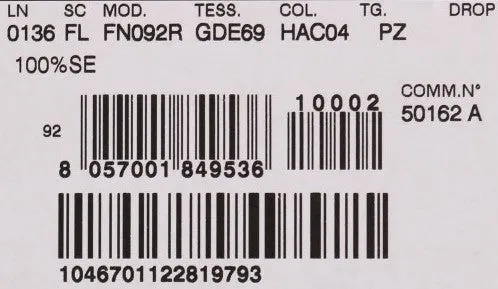 LN SC MOD. TESS. COL. TG. DROP
0136 FL FN092R GDE69 HAC04 PZ
100%SE
COMM.N°
10002
50162 A
92
8 057001 849536
1046701122819793